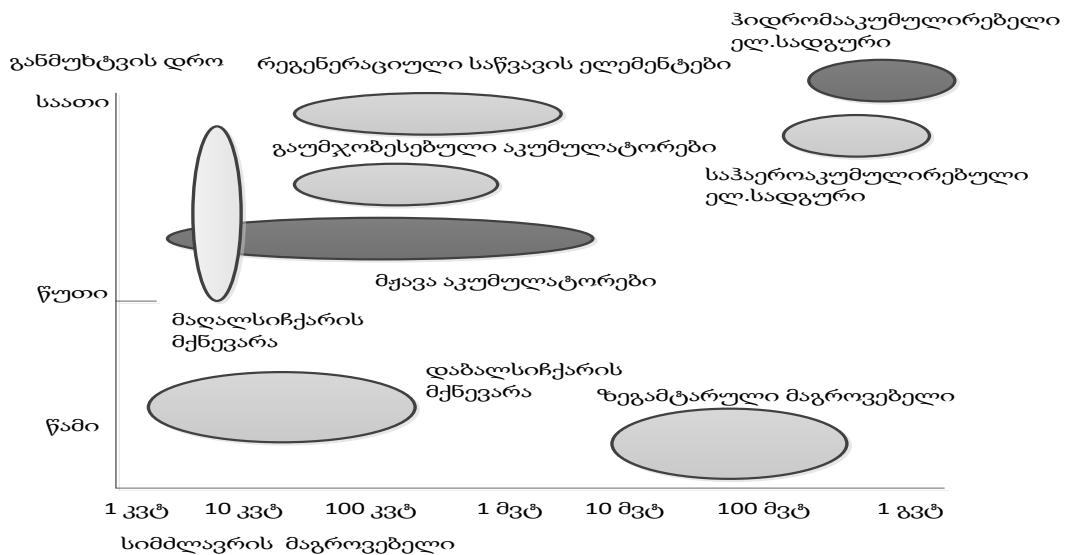 ჰიდრომააკუმულირებელი
ელ.სადგური
განმუხტვის დრო
რეგენერაციული საწვავის ელემენტები
საათი
გაუმჯობესებული აკუმულატორები
საჰაეროაკუმულირებული
ელ.სადგური
მჟავა აკუმულატორები
წუთი
მაღალსიჩქარის
მქნევარა
დაბალსიჩქარის
მქნევარა
ზეგამტარული მაგროვებელი
წამი
1 კვტ 10 კვტ 100 კვტ 1 მვტ 10 მვტ 100 მვტ 1 გვტ
სიმძლავრის მაგროვებელი